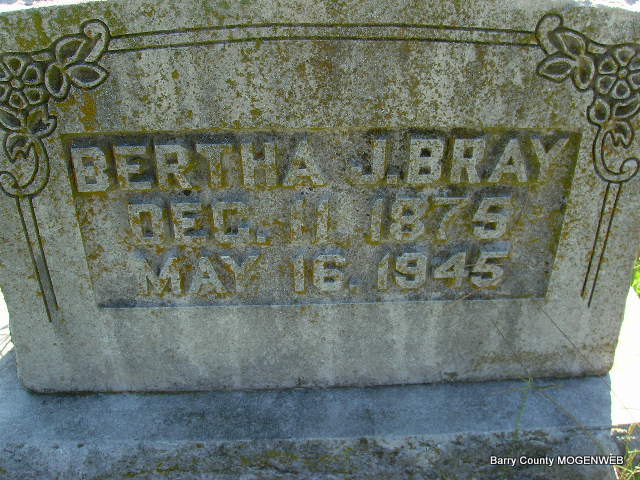 BERTHA J. BRAY
DEC. 11. 1875
MAY 16. 1945
Barry County MOGENWEB